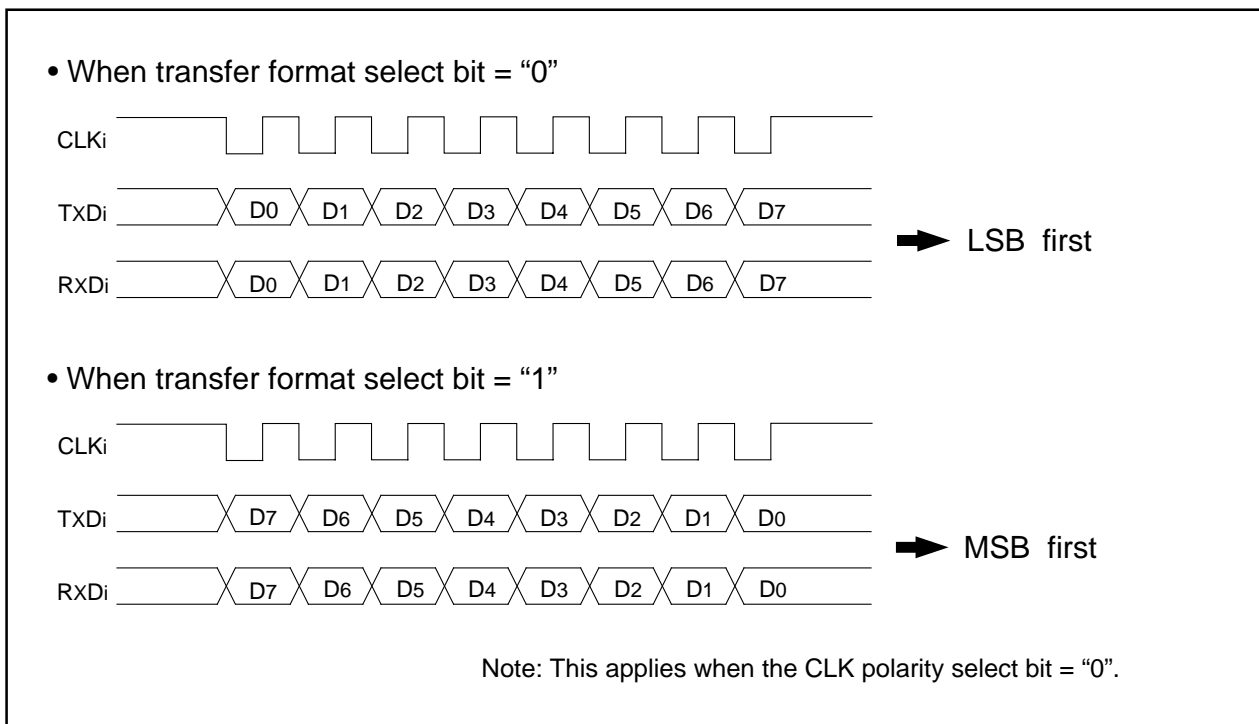 • When transfer format select bit = “0”
CLKi
TXDi D0 D1 D2 D3 D4 D5 D6 D7
RXDi D0 D1 D2 D3 D4 D5 D6 D7
LSB first
• When transfer format select bit = “1”
CLKi
TXDi D7 D6 D5 D4 D3 D2 D1 D0
RXDi D7 D6 D5 D4 D3 D2 D1 D0
MSB first
Note: This applies when the CLK polarity select bit = “0”.